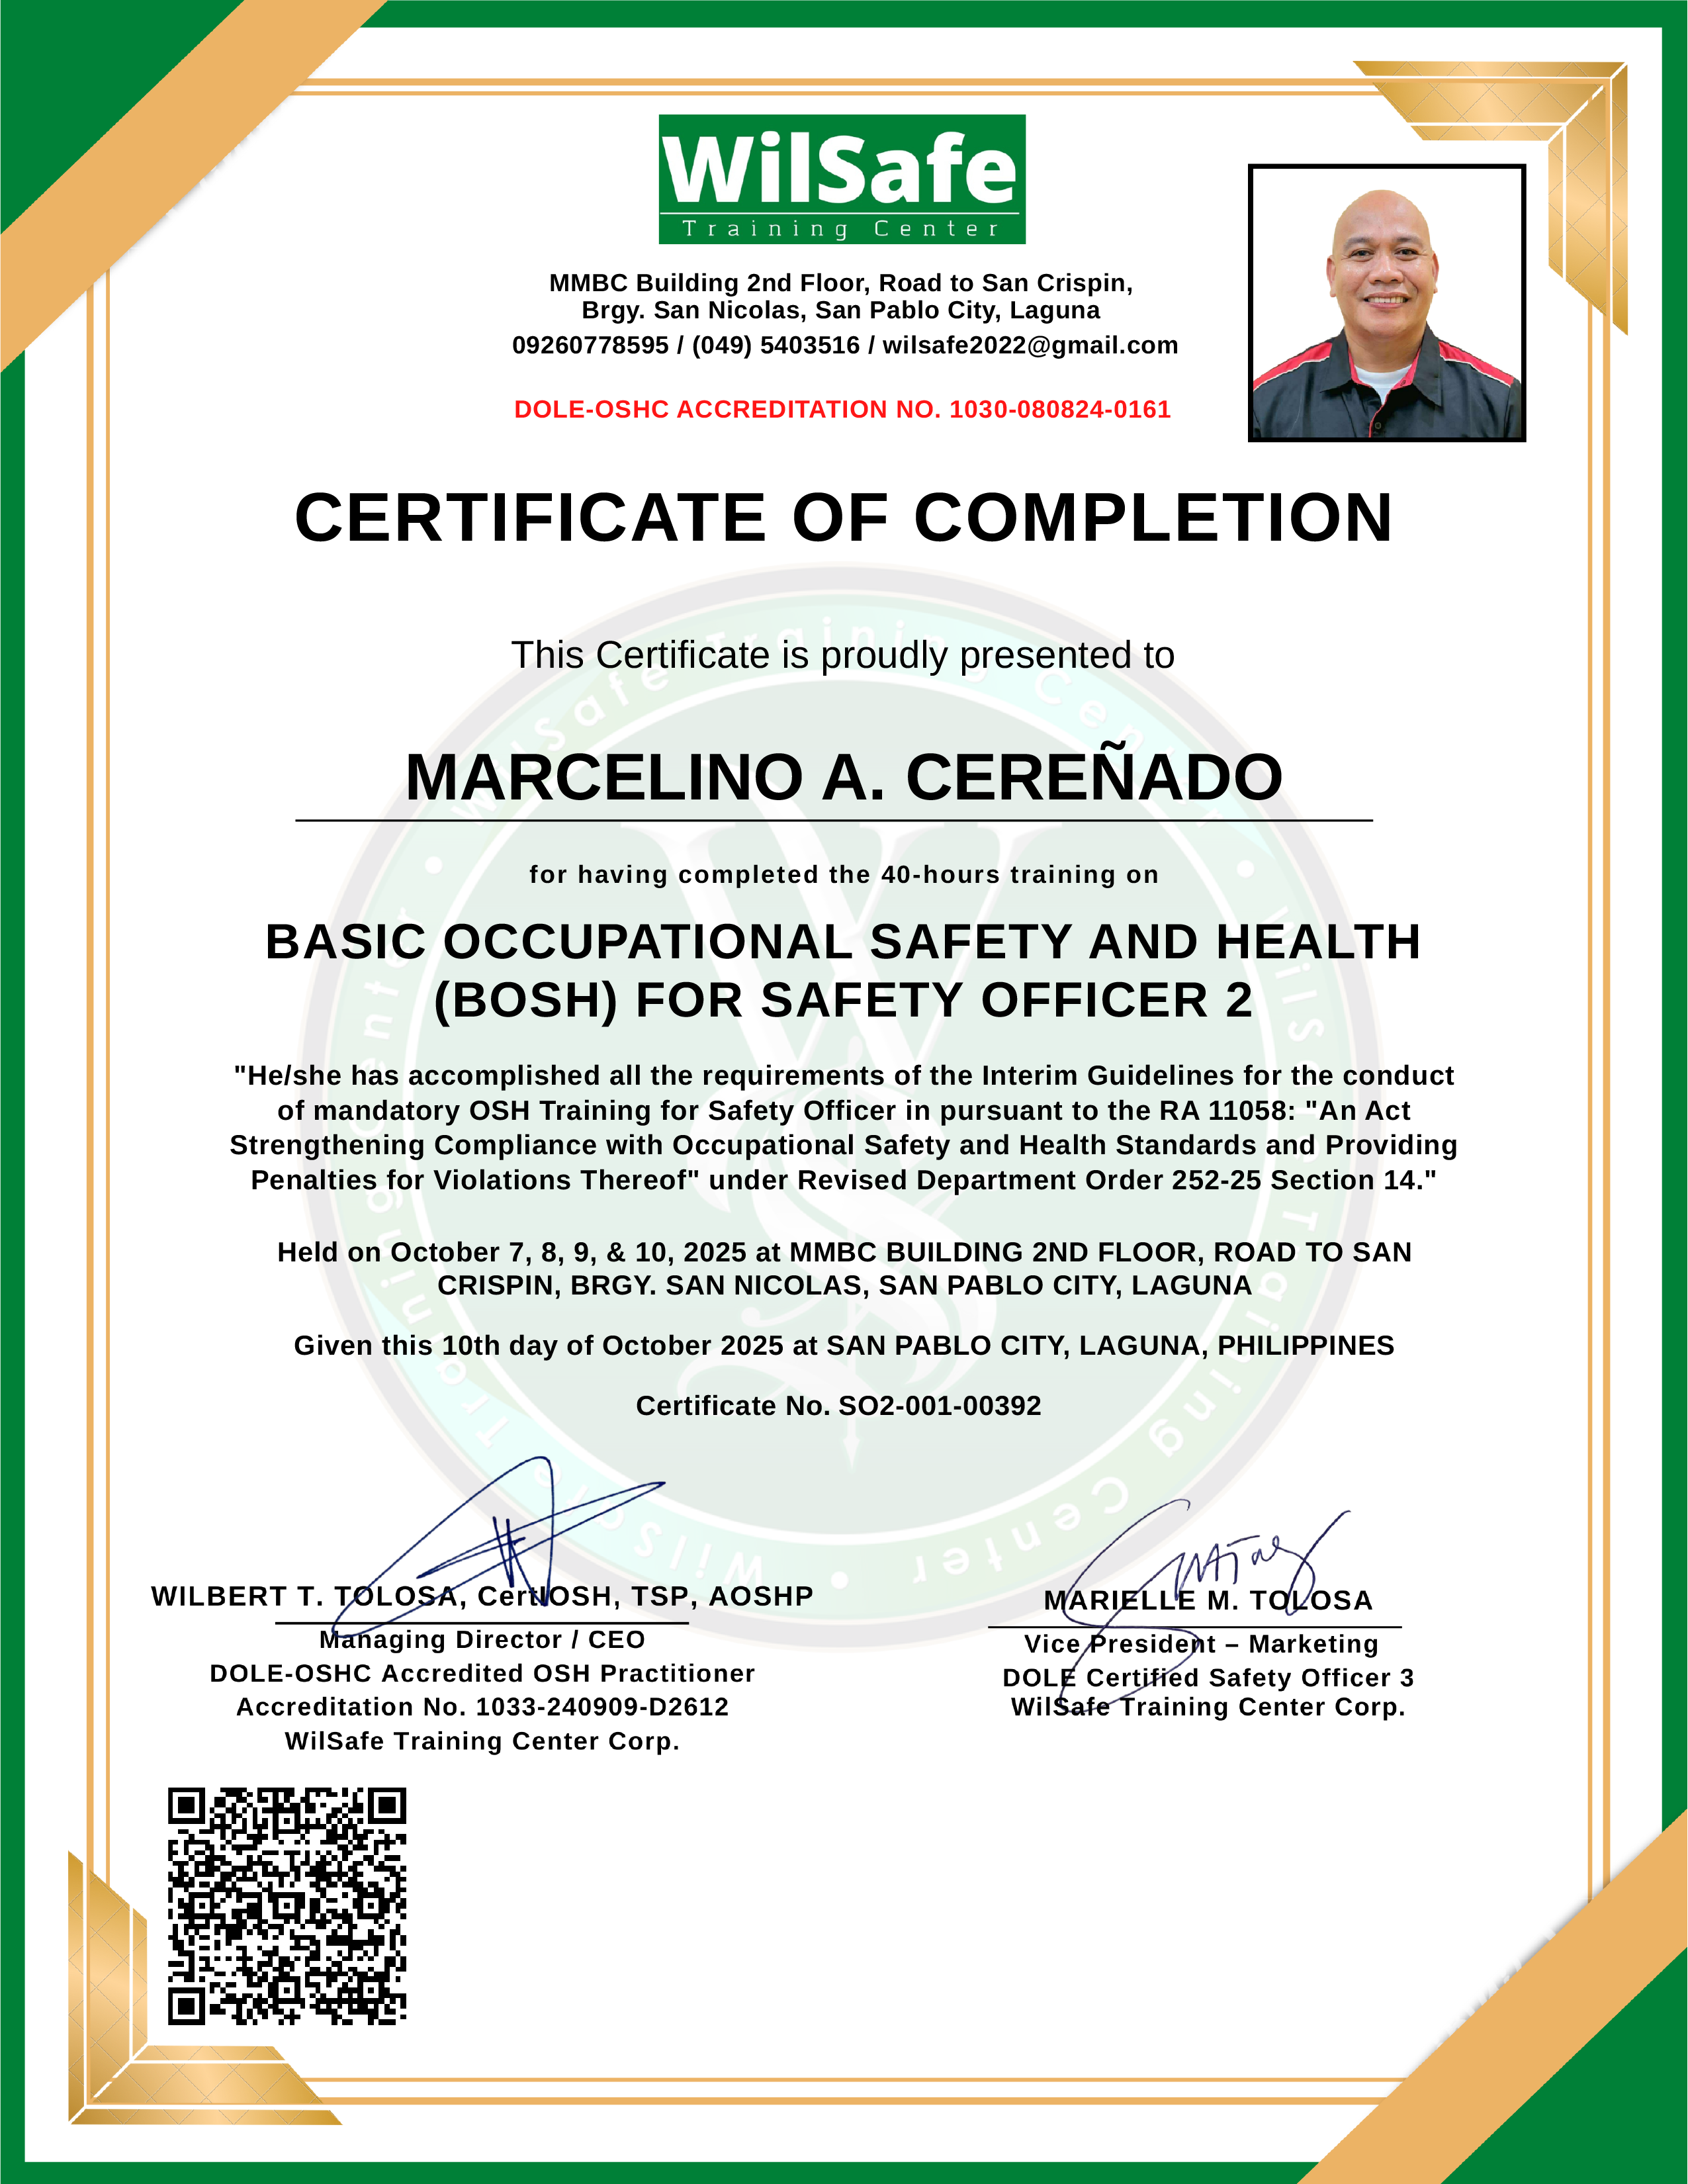 WilSafe
Training Center
MMBC Building 2nd Floor, Road to San Crispin,
Brgy. San Nicolas, San Pablo City, Laguna
09260778595 / (049) 5403516 / wilsafe2022@gmail.com
DOLE-OSHC ACCREDITATION NO. 1030-080824-0161
CERTIFICATE OF COMPLETION
This Certificate is proudly presented to
MARCELINO A. CEREÑADO
for having completed the 40-hours training on
BASIC OCCUPATIONAL SAFETY AND HEALTH
(BOSH) FOR SAFETY OFFICER 2
"He/she has accomplished all the requirements of the Interim Guidelines for the conduct
of mandatory OSH Training for Safety Officer in pursuant to the RA 11058: "An Act
Strengthening Compliance with Occupational Safety and Health Standards and Providing
Penalties for Violations Thereof" under Revised Department Order 252-25 Section 14."
Held on October 7, 8, 9, & 10, 2025 at MMBC BUILDING 2ND FLOOR, ROAD TO SAN
CRISPIN, BRGY. SAN NICOLAS, SAN PABLO CITY, LAGUNA
Given this 10th day of October 2025 at SAN PABLO CITY, LAGUNA, PHILIPPINES
Certificate No. SO2-001-00392
WilSafe Training Center • WilSafe Training Center • WilSafe Training Center •
WILBERT T. TOLOSA, CertIOSH, TSP, AOSHP
Managing Director / CEO
DOLE-OSHC Accredited OSH Practitioner
Accreditation No. 1033-240909-D2612
WilSafe Training Center Corp.
MARIELLE M. TOLOSA
Vice President – Marketing
DOLE Certified Safety Officer 3
WilSafe Training Center Corp.